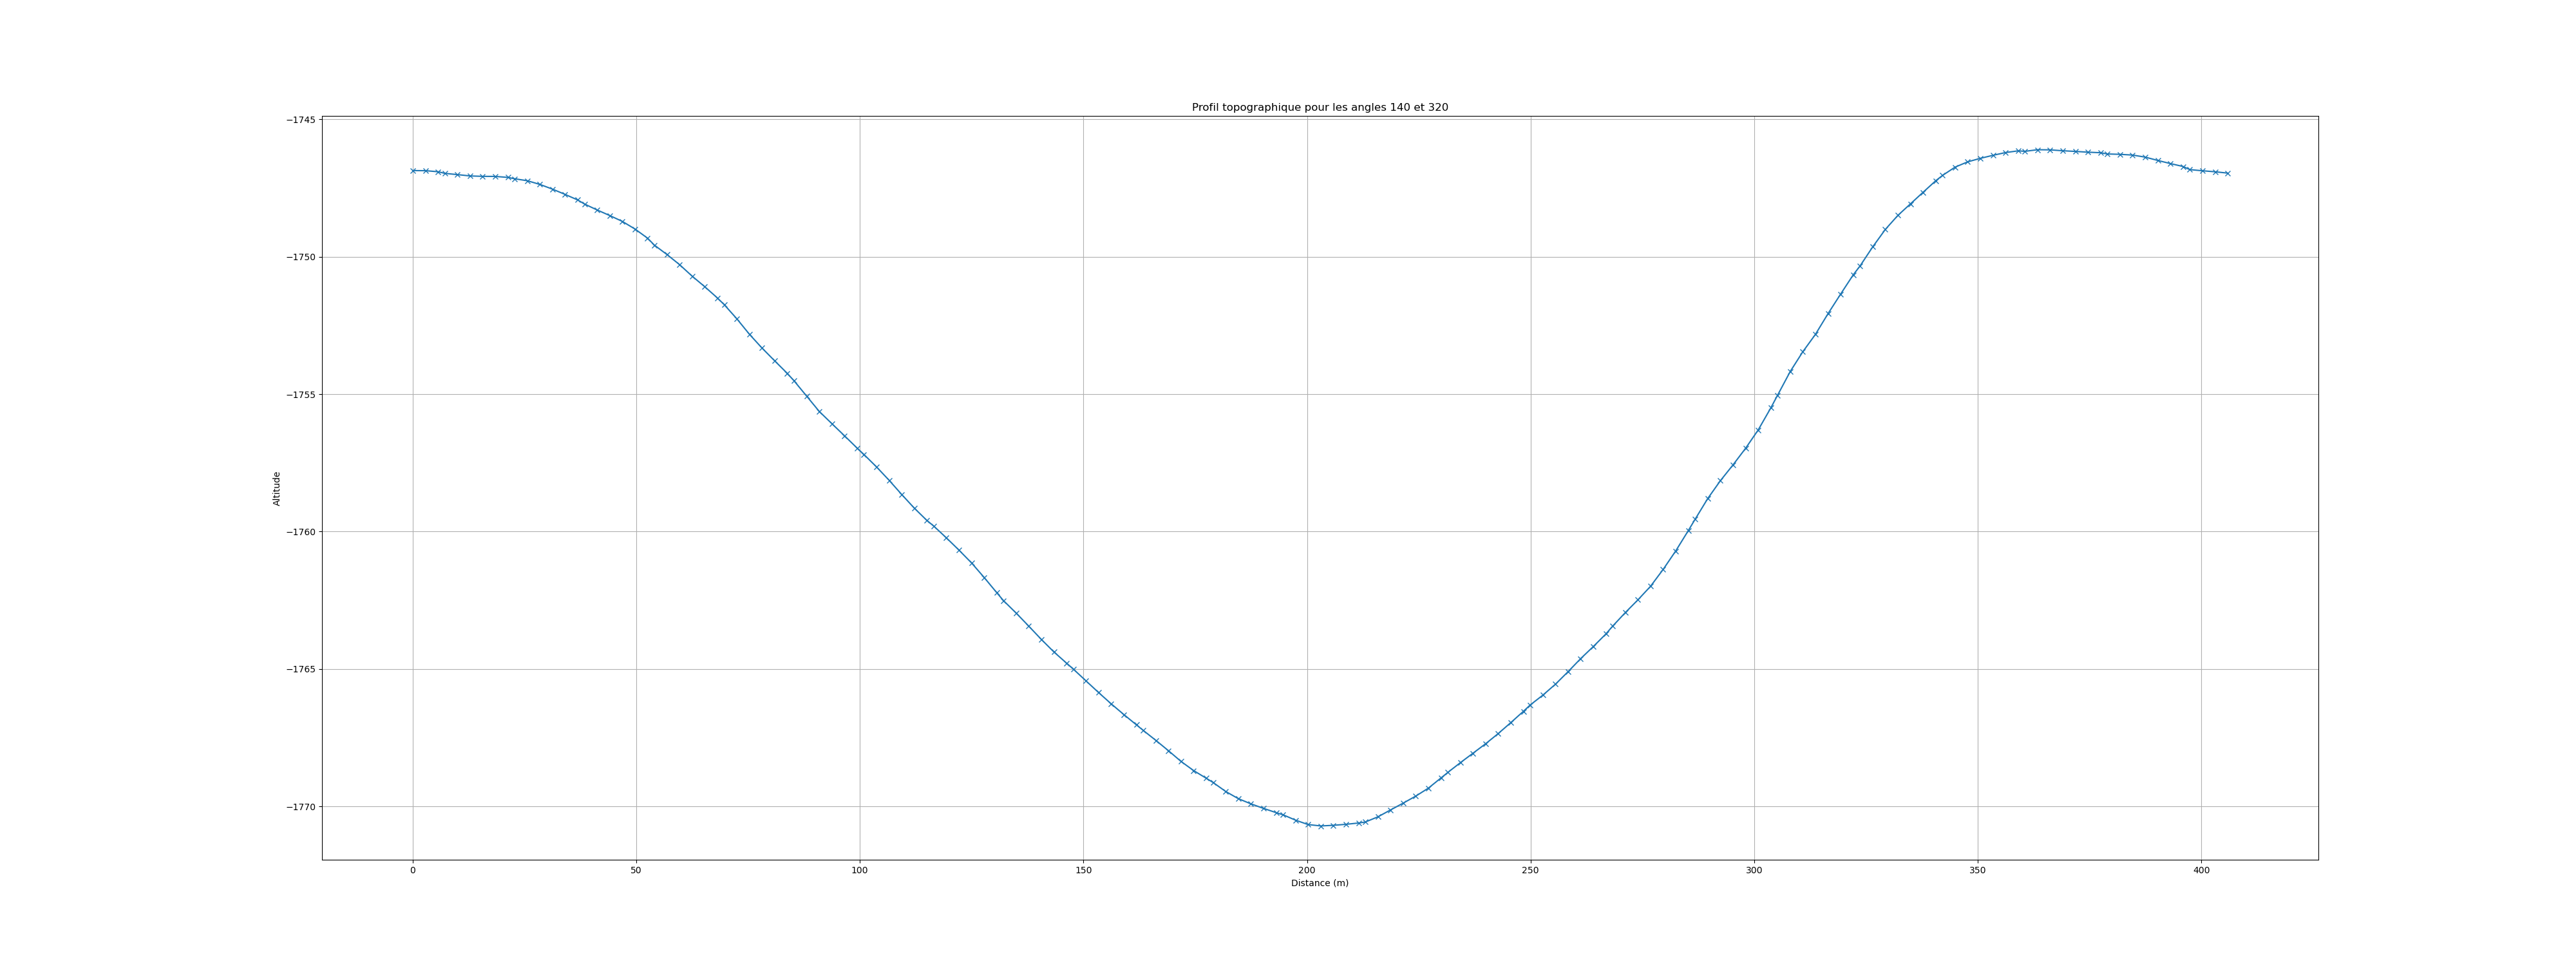 Profil topographique pour les angles 140 et 320
−1745
−1750
−1755
−1760
−1765
−1770
Altitude
0 50 100 150 200 250 300 350 400
Distance (m)